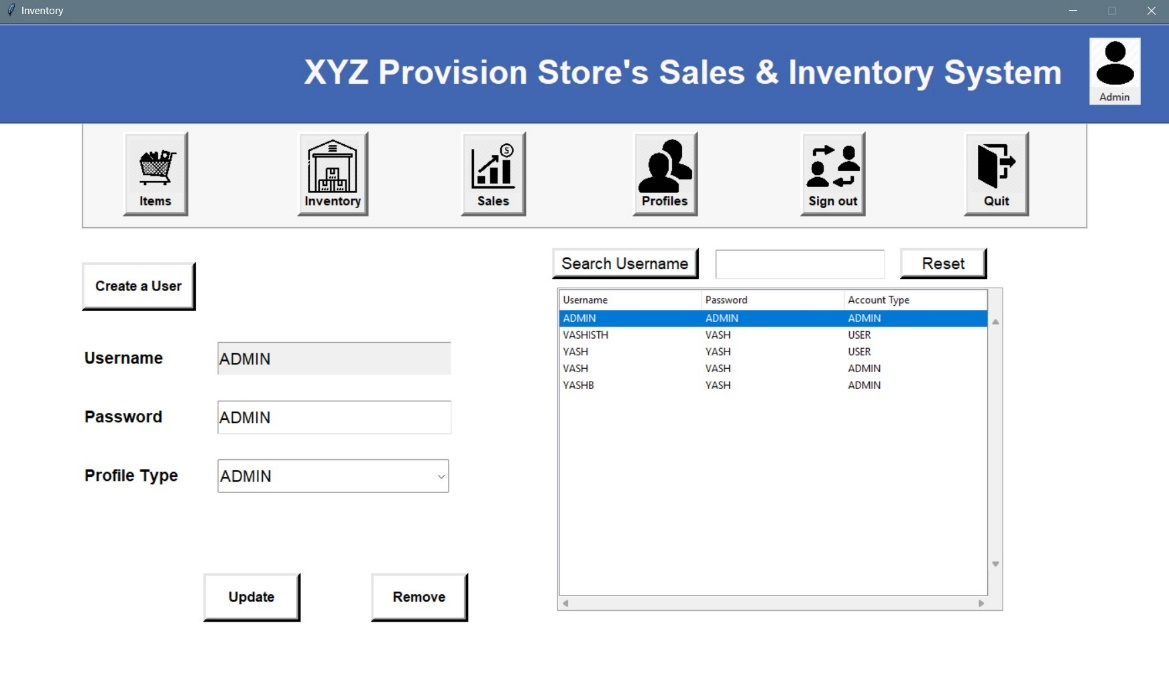 Inventory
XYZ Provision Store's Sales & Inventory System
Admin
Items Inventory Sales Profiles Sign out Quit
Create a User
Username ADMIN
Password ADMIN
Profile Type ADMIN
Update Remove
Search Username Reset
Username Password Account Type
ADMIN ADMIN ADMIN
VASHISTH VASH USER
YASH YASH USER
VASH VASH ADMIN
YASHB YASH ADMIN